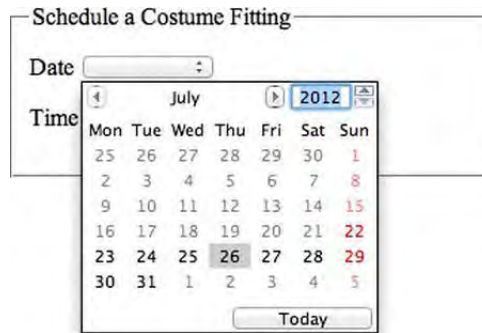 Schedule a Costume Fitting
Date
Time
July 2012
Mon Tue Wed Thu Fri Sat Sun
25 26 27 28 29 30 1
2 3 4 5 6 7 8
9 10 11 12 13 14 15
16 17 18 19 20 21 22
23 24 25 26 27 28 29
30 31 1 2 3 4 5
Today